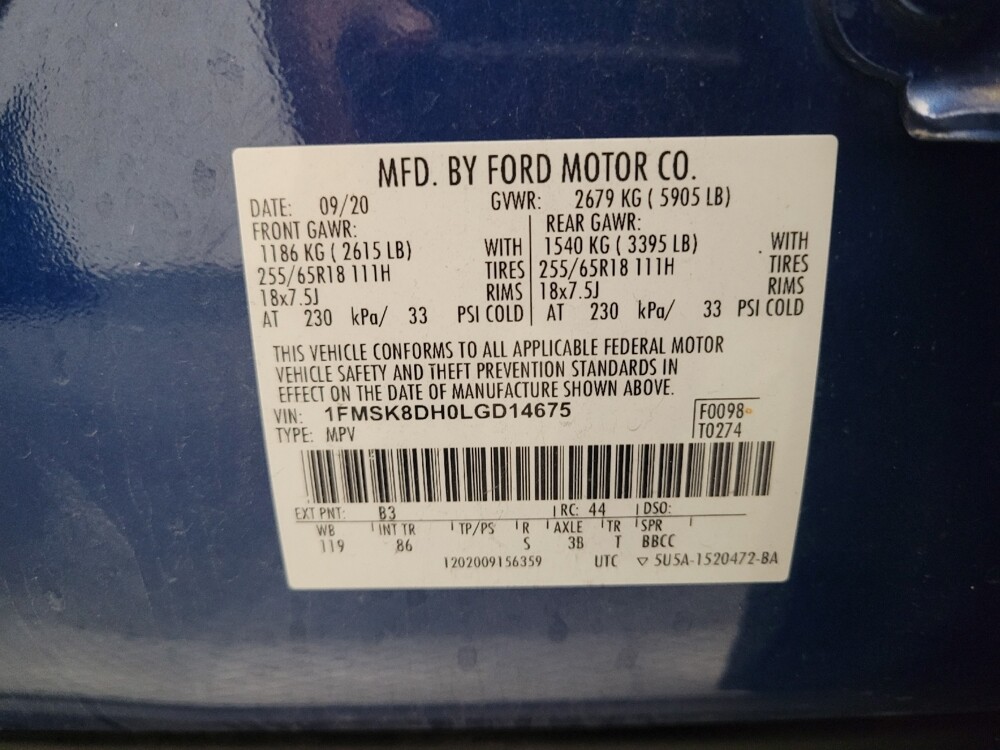 MFD. BY FORD MOTOR CO.
DATE: 09/20 GVWR: 2679 KG ( 5905 LB)
FRONT GAWR: REAR GAWR:
1186 KG ( 2615 LB) WITH 1540 KG ( 3395 LB) WITH
255/65R18 111H TIRES 255/65R18 111H TIRES
18x7.5J RIMS 18x7.5J RIMS
AT 230 kPa/ 33 PSI COLD AT 230 kPa/ 33 PSI COLD
THIS VEHICLE CONFORMS TO ALL APPLICABLE FEDERAL MOTOR
VEHICLE SAFETY AND THEFT PREVENTION STANDARDS IN
EFFECT ON THE DATE OF MANUFACTURE SHOWN ABOVE.
VIN: 1FMSK8DH0LGD14675 F0098
TYPE: MPV T0274
EXT PNT: B3 RC: 44 DSO:
WB INT TR TP/PS R AXLE TR SPR
119 86 S 3B T BBCC
1202009156359 UTC ▽ 5U5A-1520472-BA